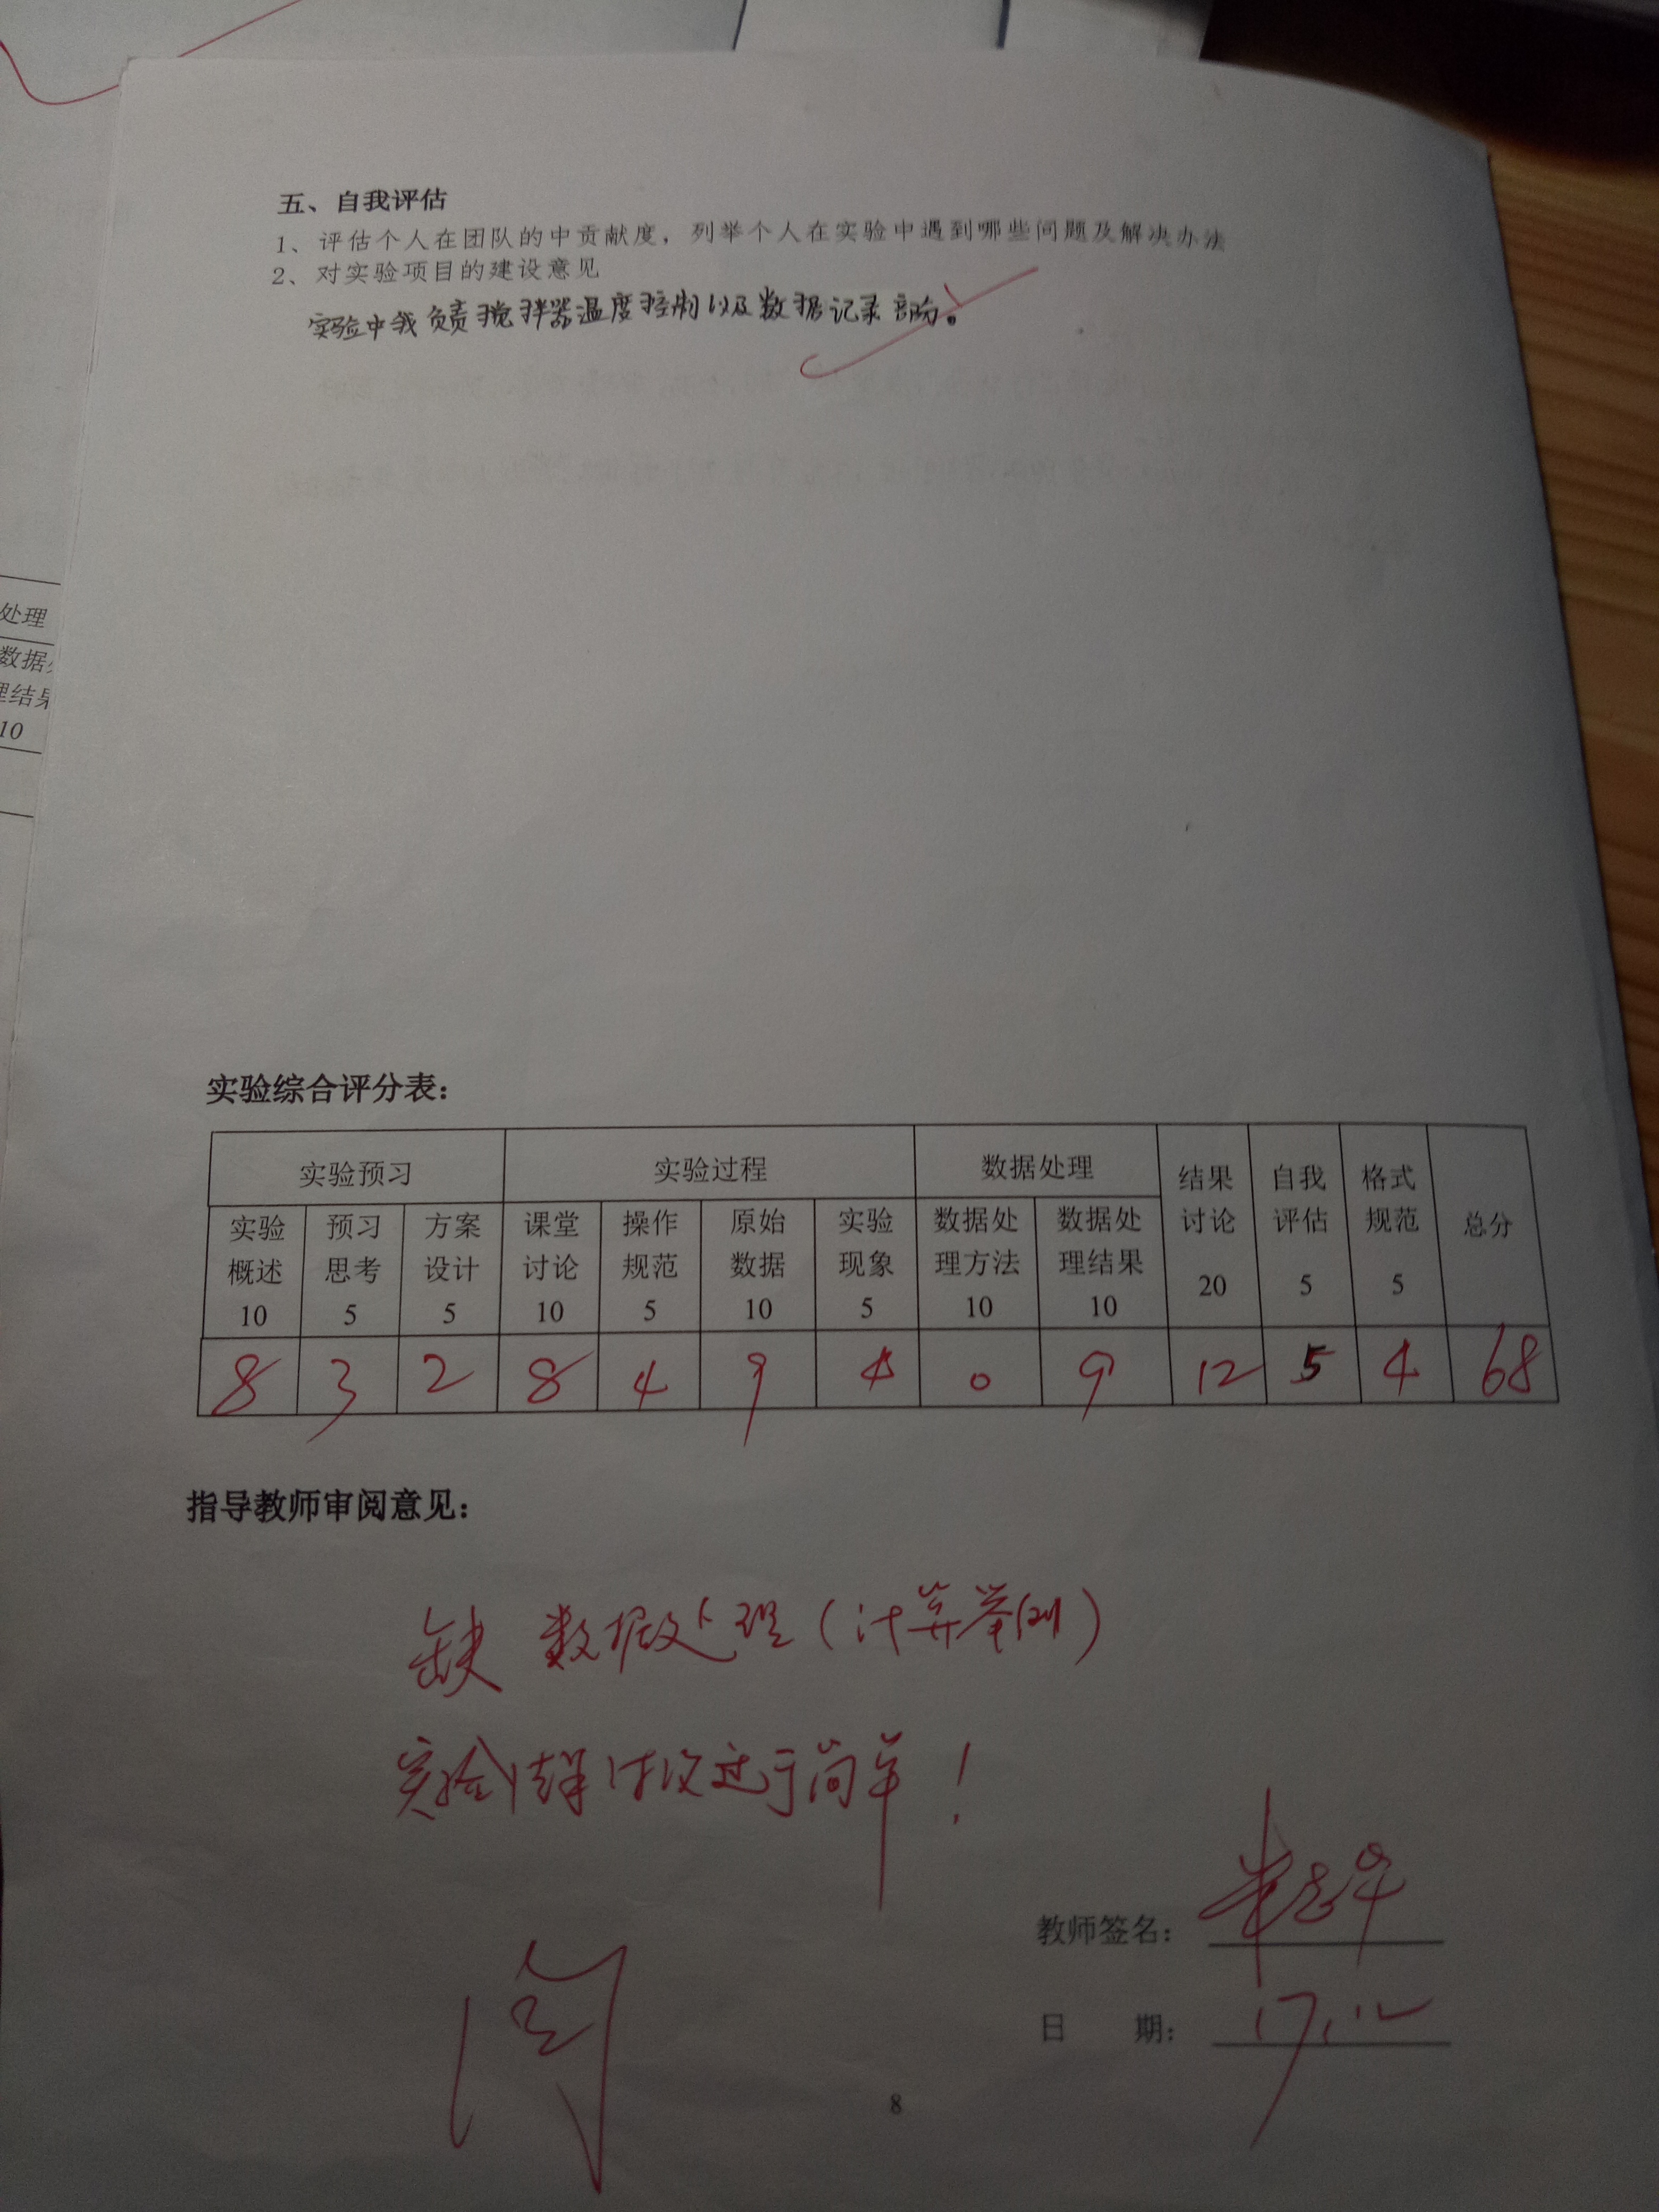 五、自我评估
1、评估个人在团队的中贡献度，列举个人在实验中遇到哪些问题及解决办法
2、对实验项目的建设意见
实验中我负责搅拌器温度控制以及数据记录部分。
处理
数据处
理结果
10
实验综合评分表：
实验预习 实验过程 数据处理 结果讨论 20 自我评估 5 格式规范 5 总分
实验概述 10 预习思考 5 方案设计 5 课堂讨论 10 操作规范 5 原始数据 10 实验现象 5 数据处理方法 10 数据处理结果 10
8 3 2 8 4 9 4 0 9 12 5 4 68
指导教师审阅意见：
缺 数据处理（计算举例）
实验结果讨论过于简单！
阅
教师签名：
日 期： 17.12
8